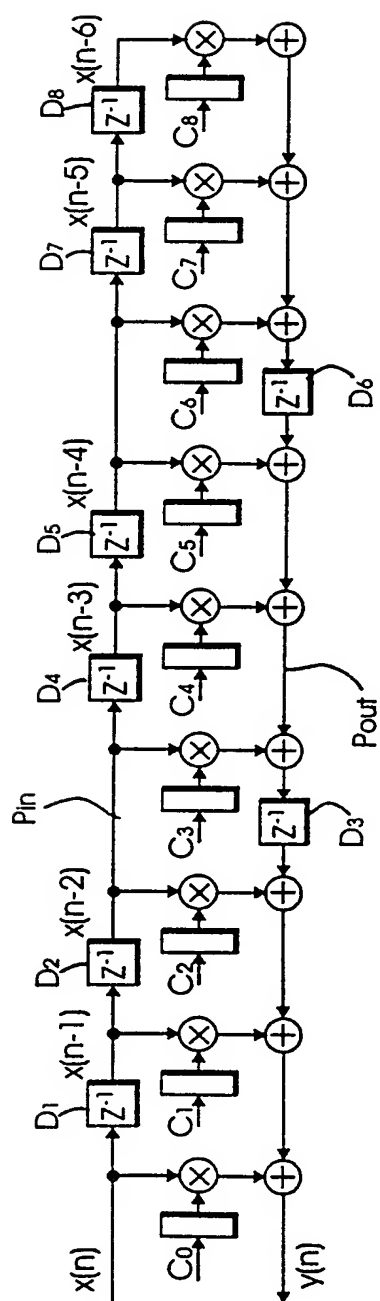 x(n)
D1
Z-1
x(n-1)
D2
Z-1
x(n-2)
Pin
D4
Z-1
x(n-3)
D5
Z-1
x(n-4)
D7
Z-1
x(n-5)
D8
Z-1
x(n-6)
C0
C1
C2
C3
C4
C5
C6
C7
C8
y(n)
Z-1
D3
Pout
Z-1
D6